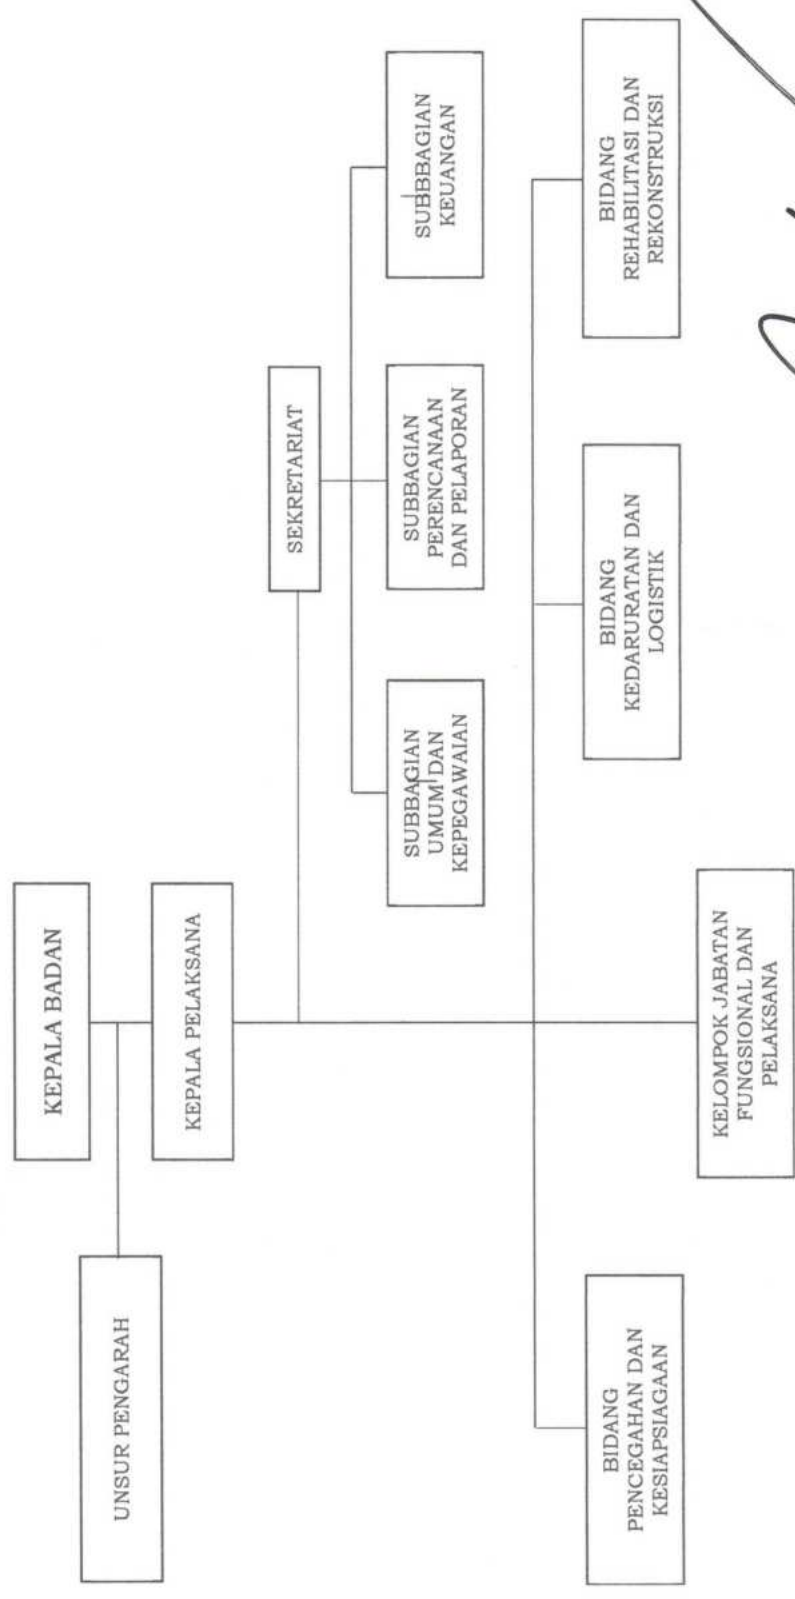 KEPALA BADAN
UNSUR PENGARAH
KEPALA PELAKSANA
SEKRETARIAT
SUBBAGIAN
UMUM DAN
KEPEGAWAIAN
SUBBAGIAN
PERENCANAAN
DAN PELAPORAN
SUBBBAGIAN
KEUANGAN
BIDANG
PENCEGAHAN DAN
KESIAPSIAGAAN
BIDANG
KEDARURATAN DAN
LOGISTIK
BIDANG
REHABILITASI DAN
REKONSTRUKSI
KELOMPOK JABATAN
FUNGSIONAL DAN
PELAKSANA